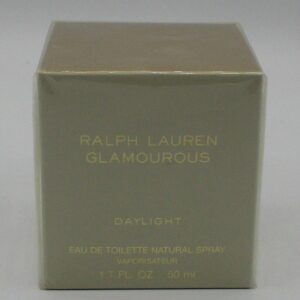 RALPH LAUREN
GLAMOUROUS
DAYLIGHT
EAU DE TOILETTE NATURAL SPRAY
VAPORISATEUR
1.7 FL. OZ 50 ml